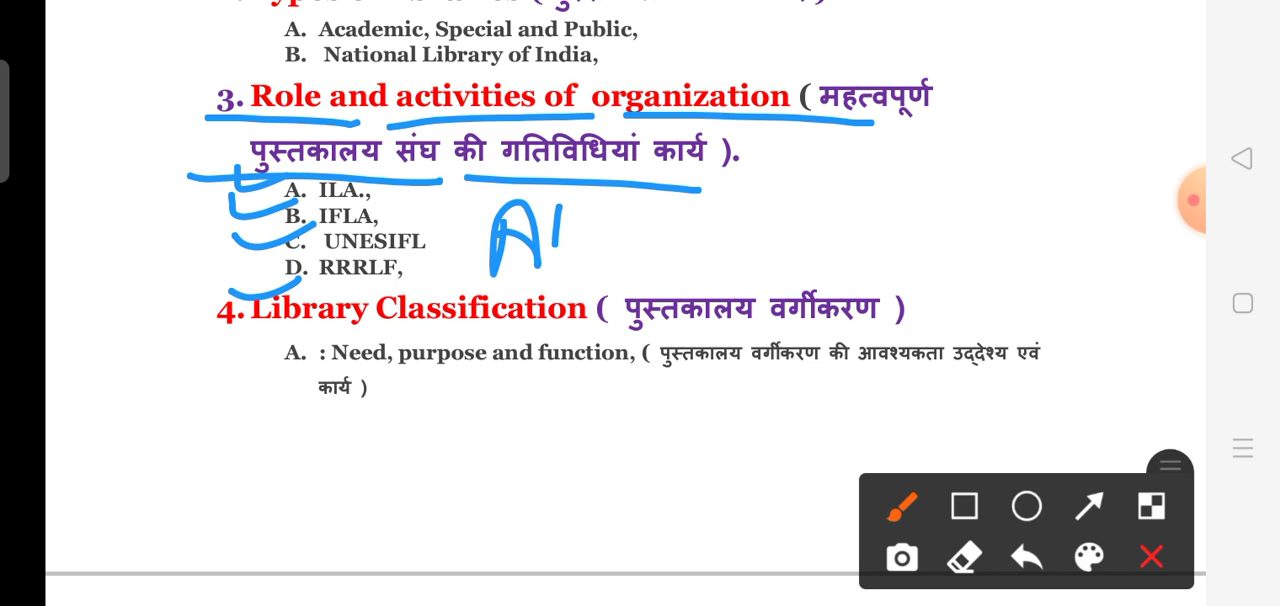 A. Academic, Special and Public,
B. National Library of India,
3. Role and activities of organization ( महत्वपूर्ण
पुस्तकालय संघ की गतिविधियां कार्य ).
A. ILA.,
B. IFLA,
C. UNESIFL
D. RRRLF,
4. Library Classification ( पुस्तकालय वर्गीकरण )
A. : Need, purpose and function, ( पुस्तकालय वर्गीकरण की आवश्यकता उद्देश्य एवं
कार्य )